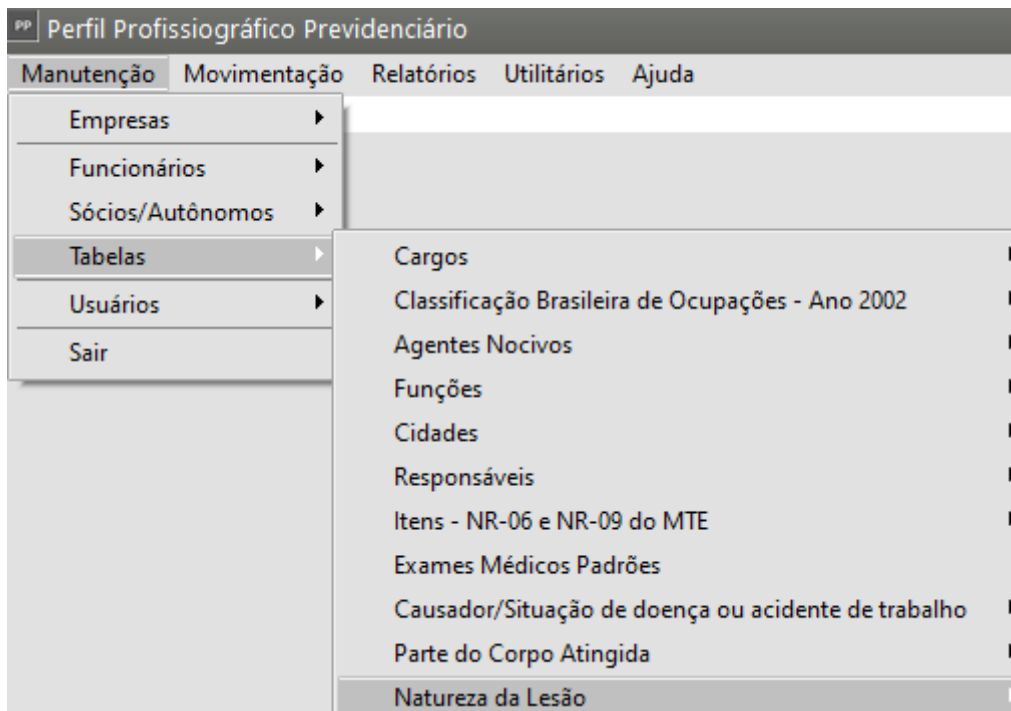 PP Perfil Profissiográfico Previdenciário
Manutenção Movimentação Relatórios Utilitários Ajuda
Empresas
Funcionários
Sócios/Autônomos
Tabelas
Usuários
Sair
Cargos
Classificação Brasileira de Ocupações - Ano 2002
Agentes Nocivos
Funções
Cidades
Responsáveis
Itens - NR-06 e NR-09 do MTE
Exames Médicos Padrões
Causador/Situação de doença ou acidente de trabalho
Parte do Corpo Atingida
Natureza da Lesão